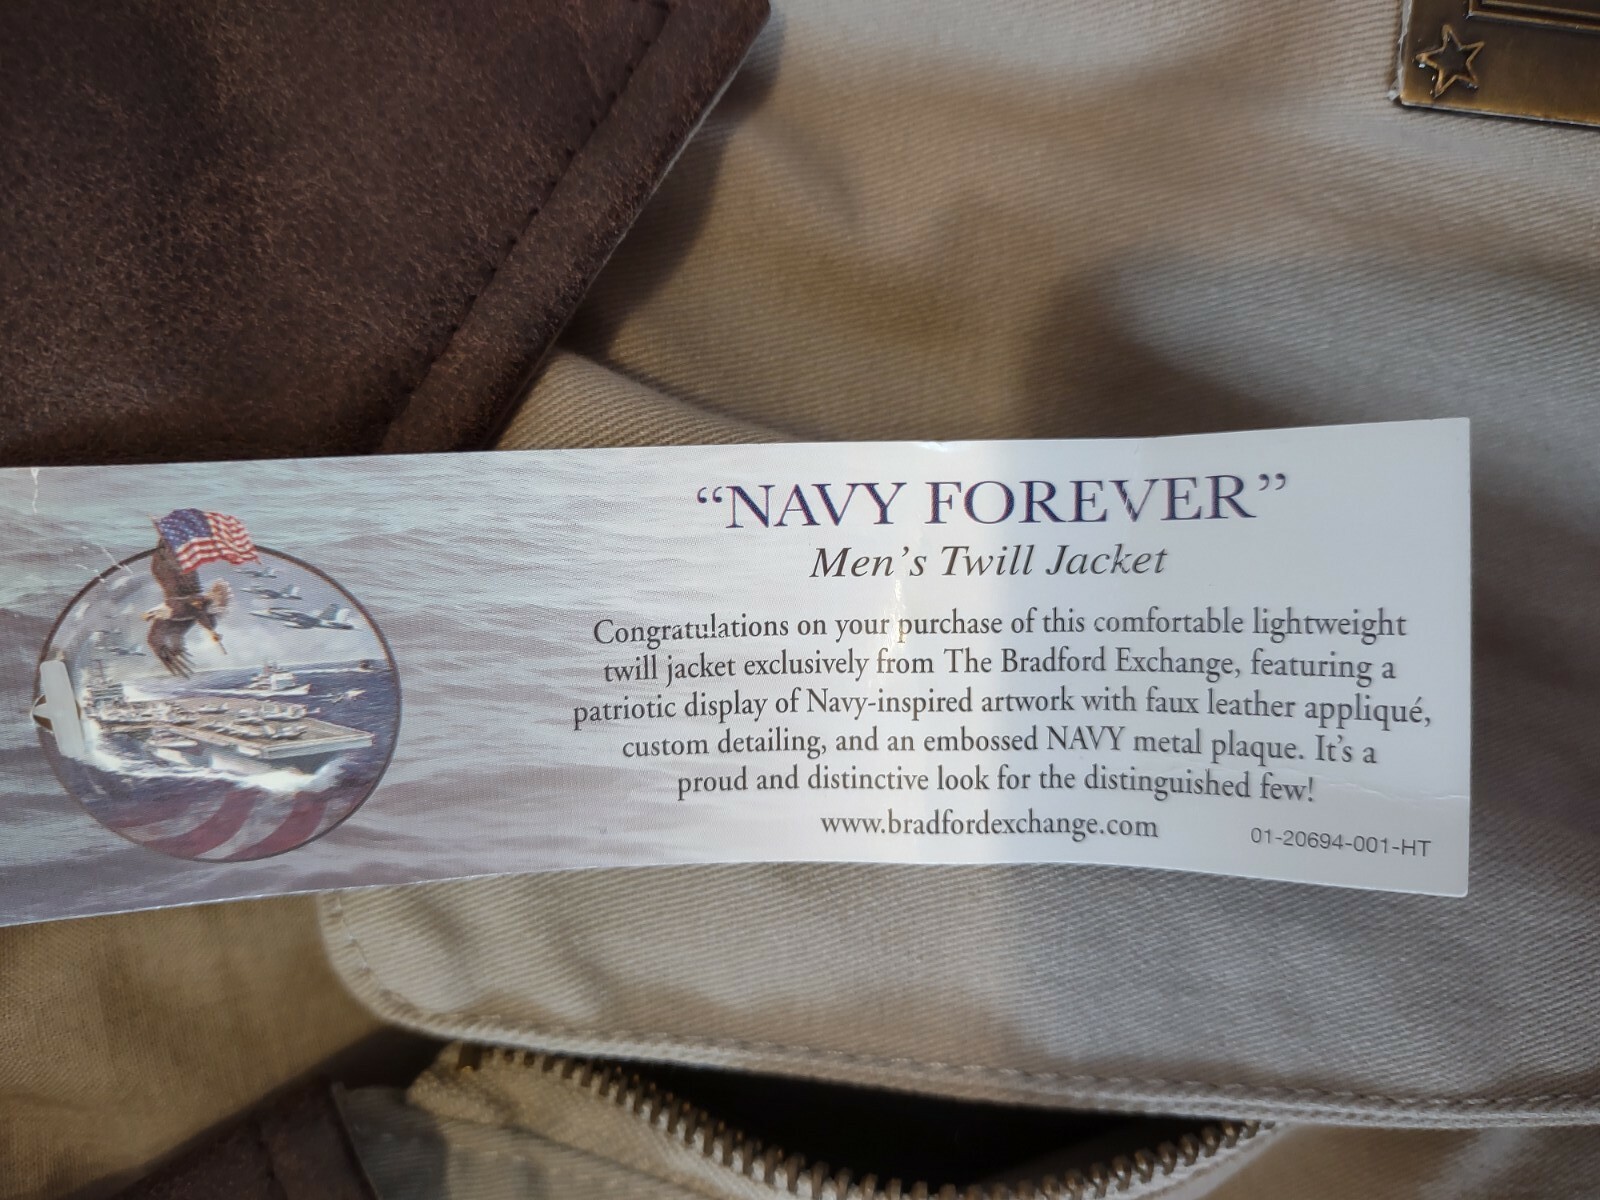 “NAVY FOREVER”
Men’s Twill Jacket
Congratulations on your purchase of this comfortable lightweight
twill jacket exclusively from The Bradford Exchange, featuring a
patriotic display of Navy-inspired artwork with faux leather appliqué,
custom detailing, and an embossed NAVY metal plaque. It’s a
proud and distinctive look for the distinguished few!
www.bradfordexchange.com
01-20694-001-HT